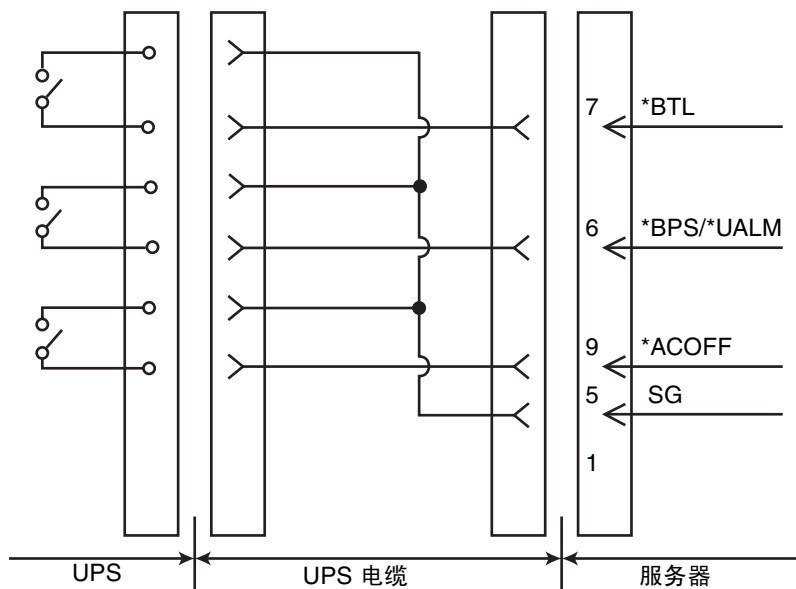 7 *BTL
6 *BPS/*UALM
9 *ACOFF
5 SG
1
UPS
UPS 电缆
服务器